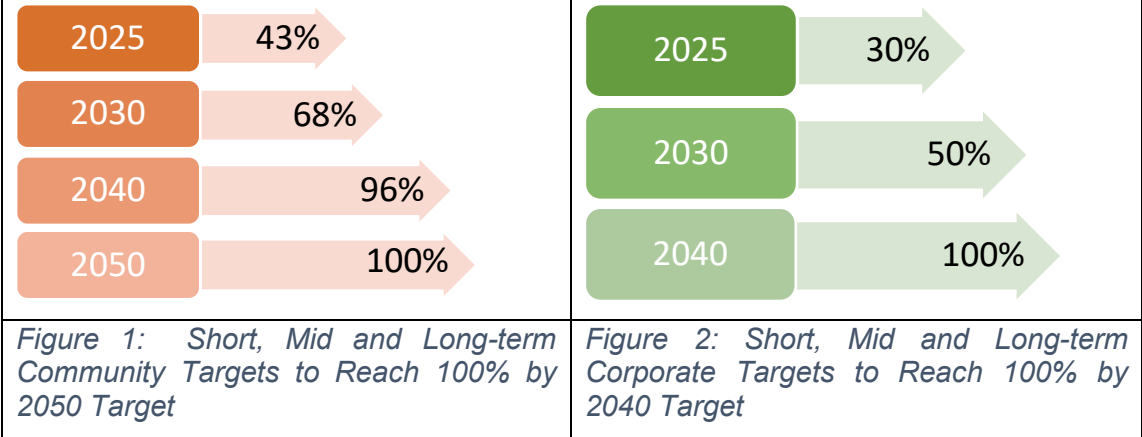 2025
43%
2030
68%
2040
96%
2050
100%
Figure 1: Short, Mid and Long-term
Community Targets to Reach 100% by
2050 Target
2025
30%
2030
50%
2040
100%
Figure 2: Short, Mid and Long-term
Corporate Targets to Reach 100% by
2040 Target